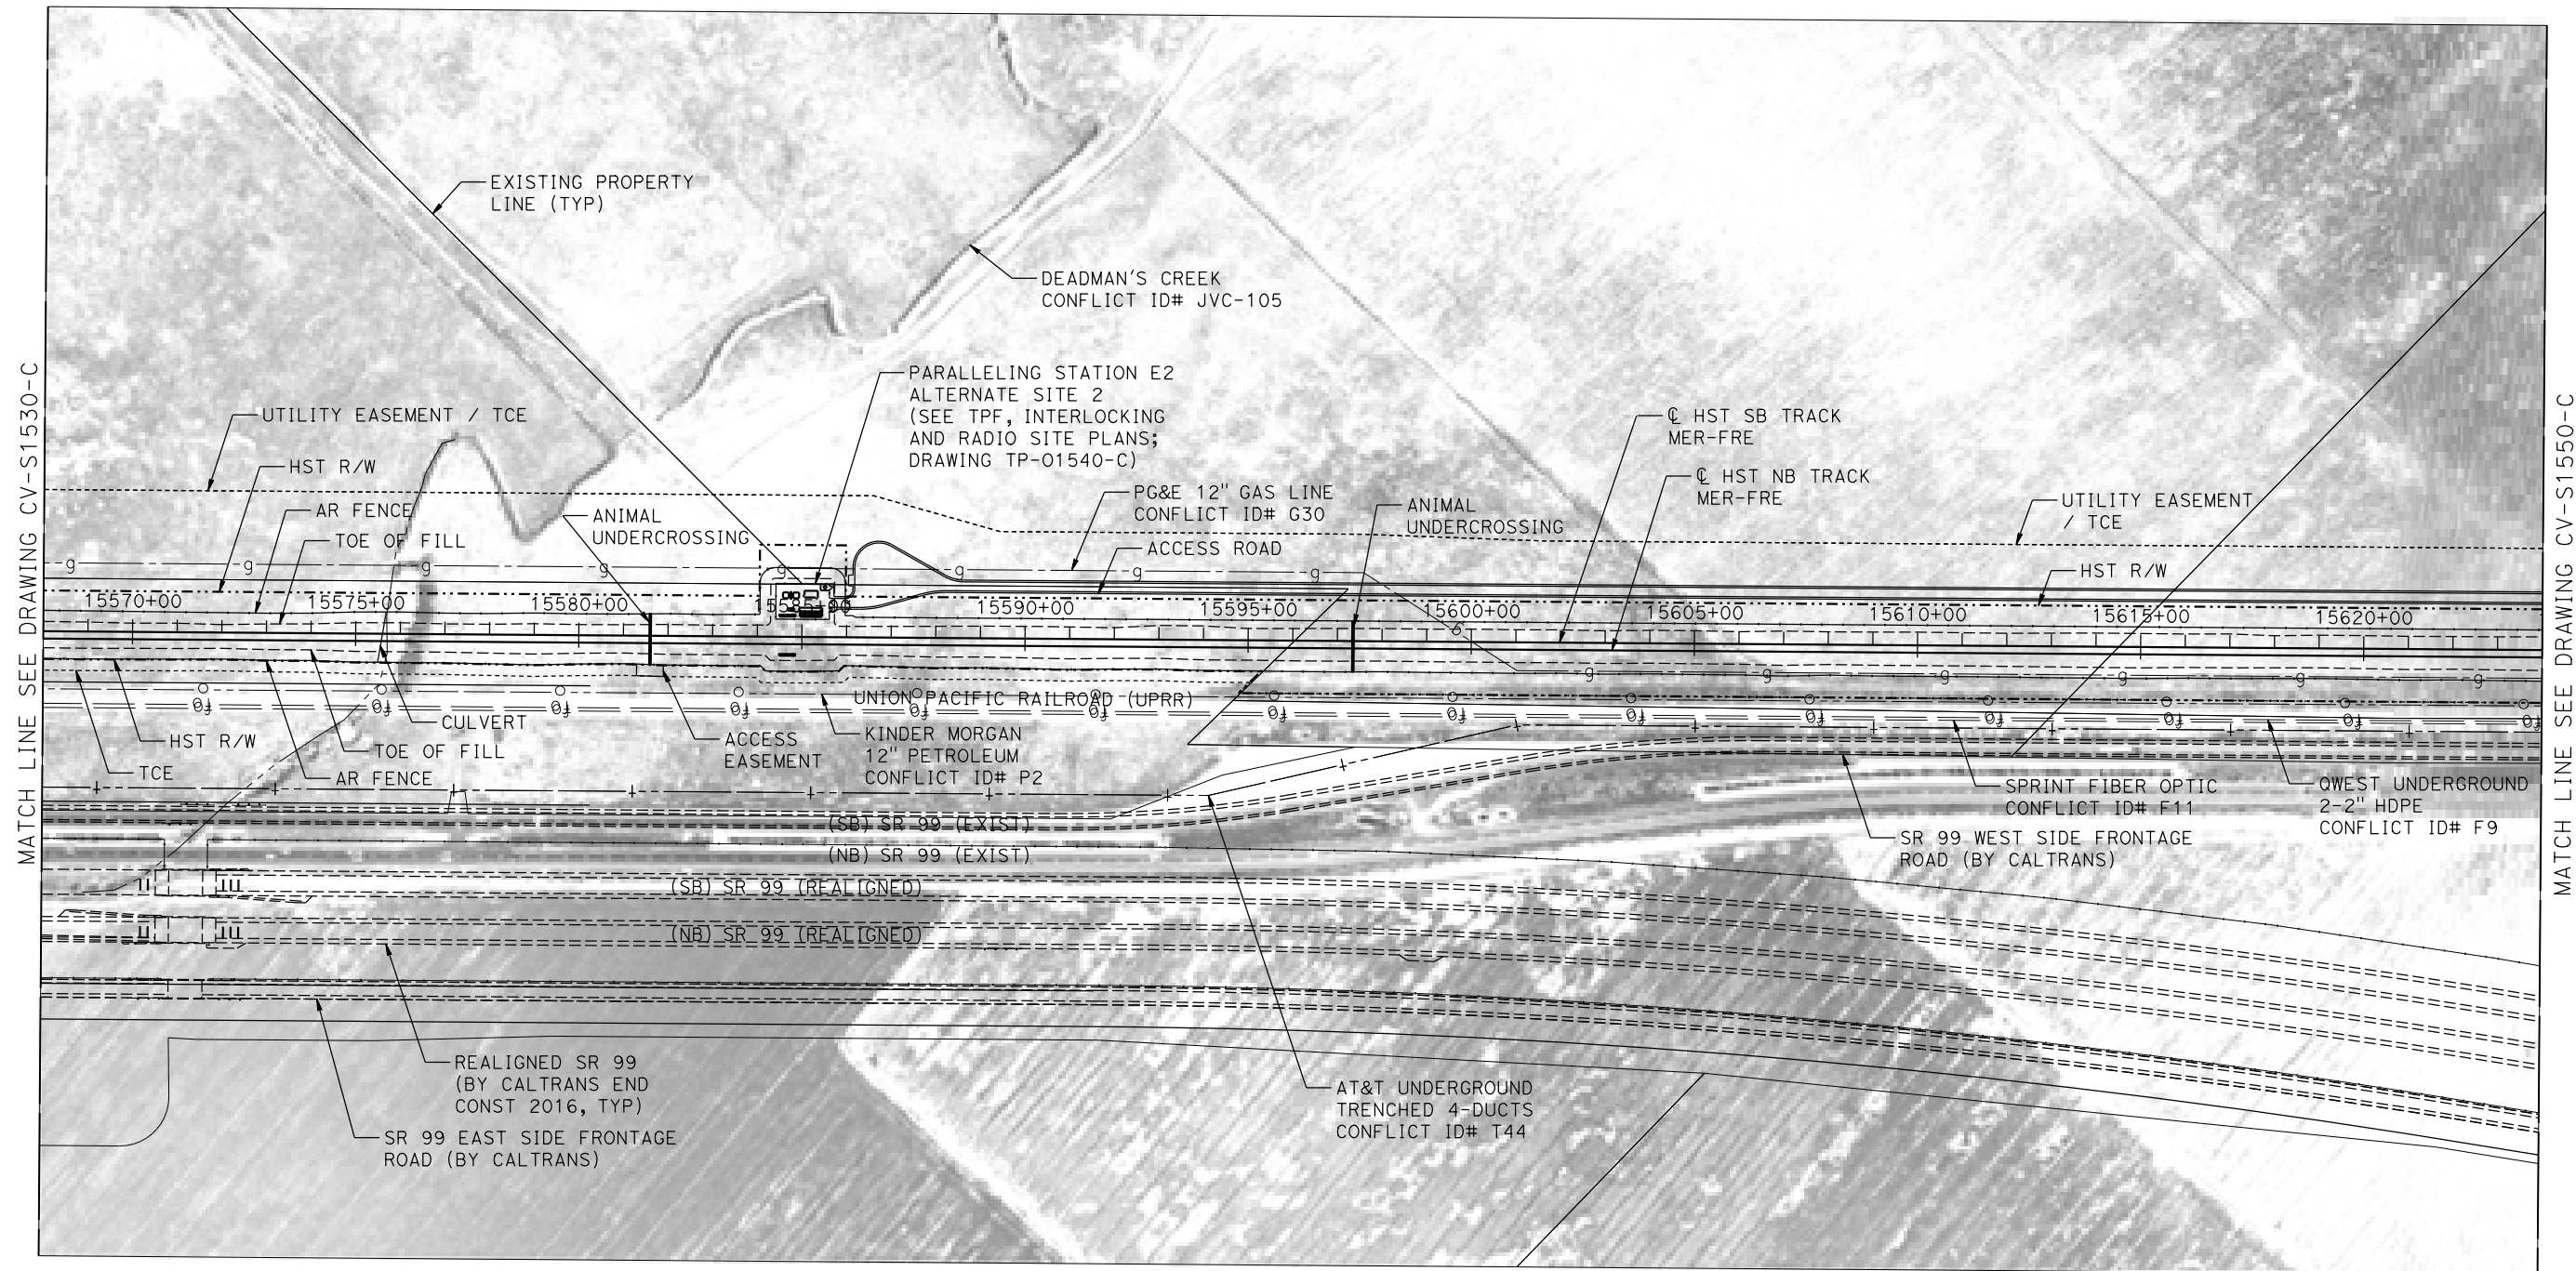 EXISTING PROPERTY
LINE (TYP)
DEADMAN'S CREEK
CONFLICT ID# JVC-105
PARALLELING STATION E2
ALTERNATE SITE 2
(SEE TPF, INTERLOCKING
AND RADIO SITE PLANS;
DRAWING TP-O1540-C)
UTILITY EASEMENT / TCE
HST R/W
AR FENCE
TOE OF FILL
ANIMAL
UNDERCROSSING
PG&E 12" GAS LINE
CONFLICT ID# G30
ACCESS ROAD
ANIMAL
UNDERCROSSING
℄ HST SB TRACK
MER-FRE
℄ HST NB TRACK
MER-FRE
UTILITY EASEMENT
/ TCE
HST R/W
MATCH LINE SEE DRAWING CV-S1530-C
MATCH LINE SEE DRAWING CV-S1550-C
g g g g g g g g
15570+00 15575+00 15580+00 15585+00 15590+00 15595+00 15600+00 15605+00 15610+00 15615+00 15620+00
g g g g g g
UNION PACIFIC RAILROAD (UPRR)
HST R/W
TCE
CULVERT
TOE OF FILL
AR FENCE
ACCESS
EASEMENT
KINDER MORGAN
12" PETROLEUM
CONFLICT ID# P2
SPRINT FIBER OPTIC
CONFLICT ID# F11
QWEST UNDERGROUND
2-2" HDPE
CONFLICT ID# F9
SR 99 WEST SIDE FRONTAGE
ROAD (BY CALTRANS)
(SB) SR 99 (EXIST)
(NB) SR 99 (EXIST)
(SB) SR 99 (REALIGNED)
(NB) SR 99 (REALIGNED)
REALIGNED SR 99
(BY CALTRANS END
CONST 2016, TYP)
SR 99 EAST SIDE FRONTAGE
ROAD (BY CALTRANS)
AT&T UNDERGROUND
TRENCHED 4-DUCTS
CONFLICT ID# T44